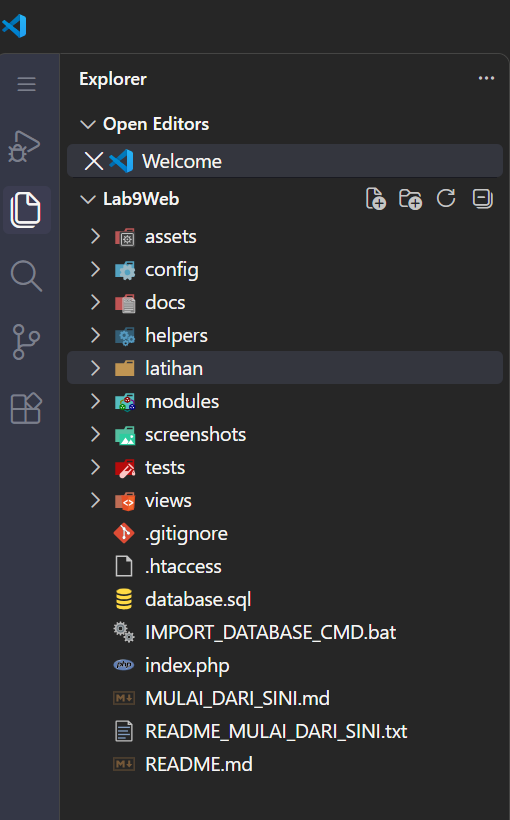 Explorer
Open Editors
Welcome
Lab9Web
assets
config
docs
helpers
latihan
modules
screenshots
tests
views
.gitignore
.htaccess
database.sql
IMPORT_DATABASE_CMD.bat
index.php
MULAI_DARI_SINI.md
README_MULAI_DARI_SINI.txt
README.md